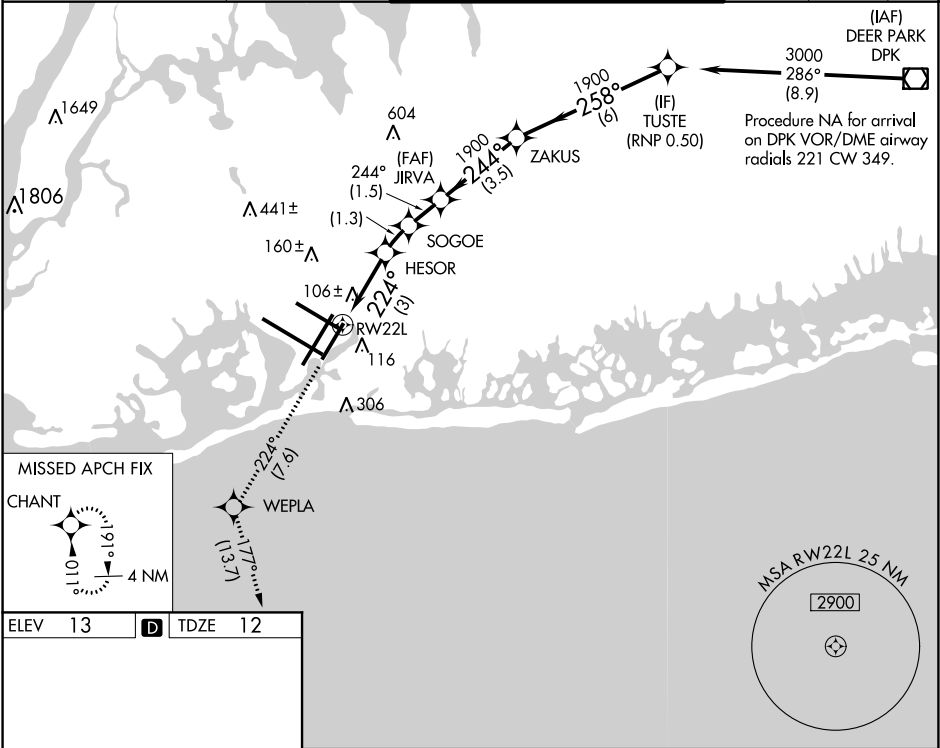 (IAF)
DEER PARK
DPK
3000
286°
(8.9)
1900
258°
(6)
(IF)
TUSTE
(RNP 0.50)
Procedure NA for arrival
on DPK VOR/DME airway
radials 221 CW 349.
1649
604
1806
441±
(FAF)
JIRVA
1900
244°
(3.5)
ZAKUS
244°
(1.5)
(1.3)
SOGOE
160±
HESOR
106±
224°
(3)
RW22L
116
306
224°
(7.6)
WEPLA
177°
(13.7)
MISSED APCH FIX
CHANT
191°
011°
4 NM
MSA RW22L 25 NM
2900
ELEV 13 D TDZE 12